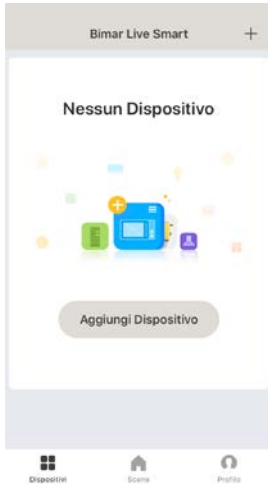 Bimar Live Smart +
Nessun Dispositivo
Aggiungi Dispositivo
Dispositivi Scene Profilo